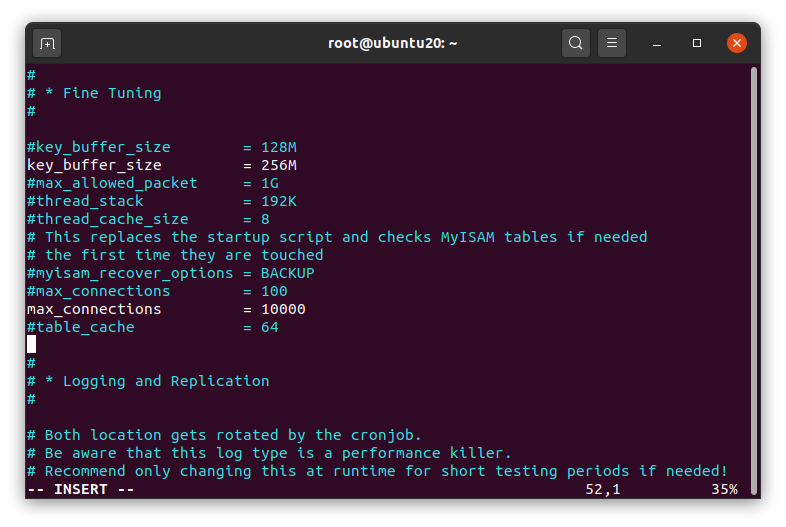 root@ubuntu20: ~
#
# * Fine Tuning
#
#key_buffer_size        = 128M
key_buffer_size         = 256M
#max_allowed_packet     = 1G
#thread_stack           = 192K
#thread_cache_size      = 8
# This replaces the startup script and checks MyISAM tables if needed
# the first time they are touched
#myisam_recover_options = BACKUP
#max_connections        = 100
max_connections         = 10000
#table_cache            = 64
#
# * Logging and Replication
#
# Both location gets rotated by the cronjob.
# Be aware that this log type is a performance killer.
# Recommend only changing this at runtime for short testing periods if needed!
-- INSERT --                                                  52,1          35%